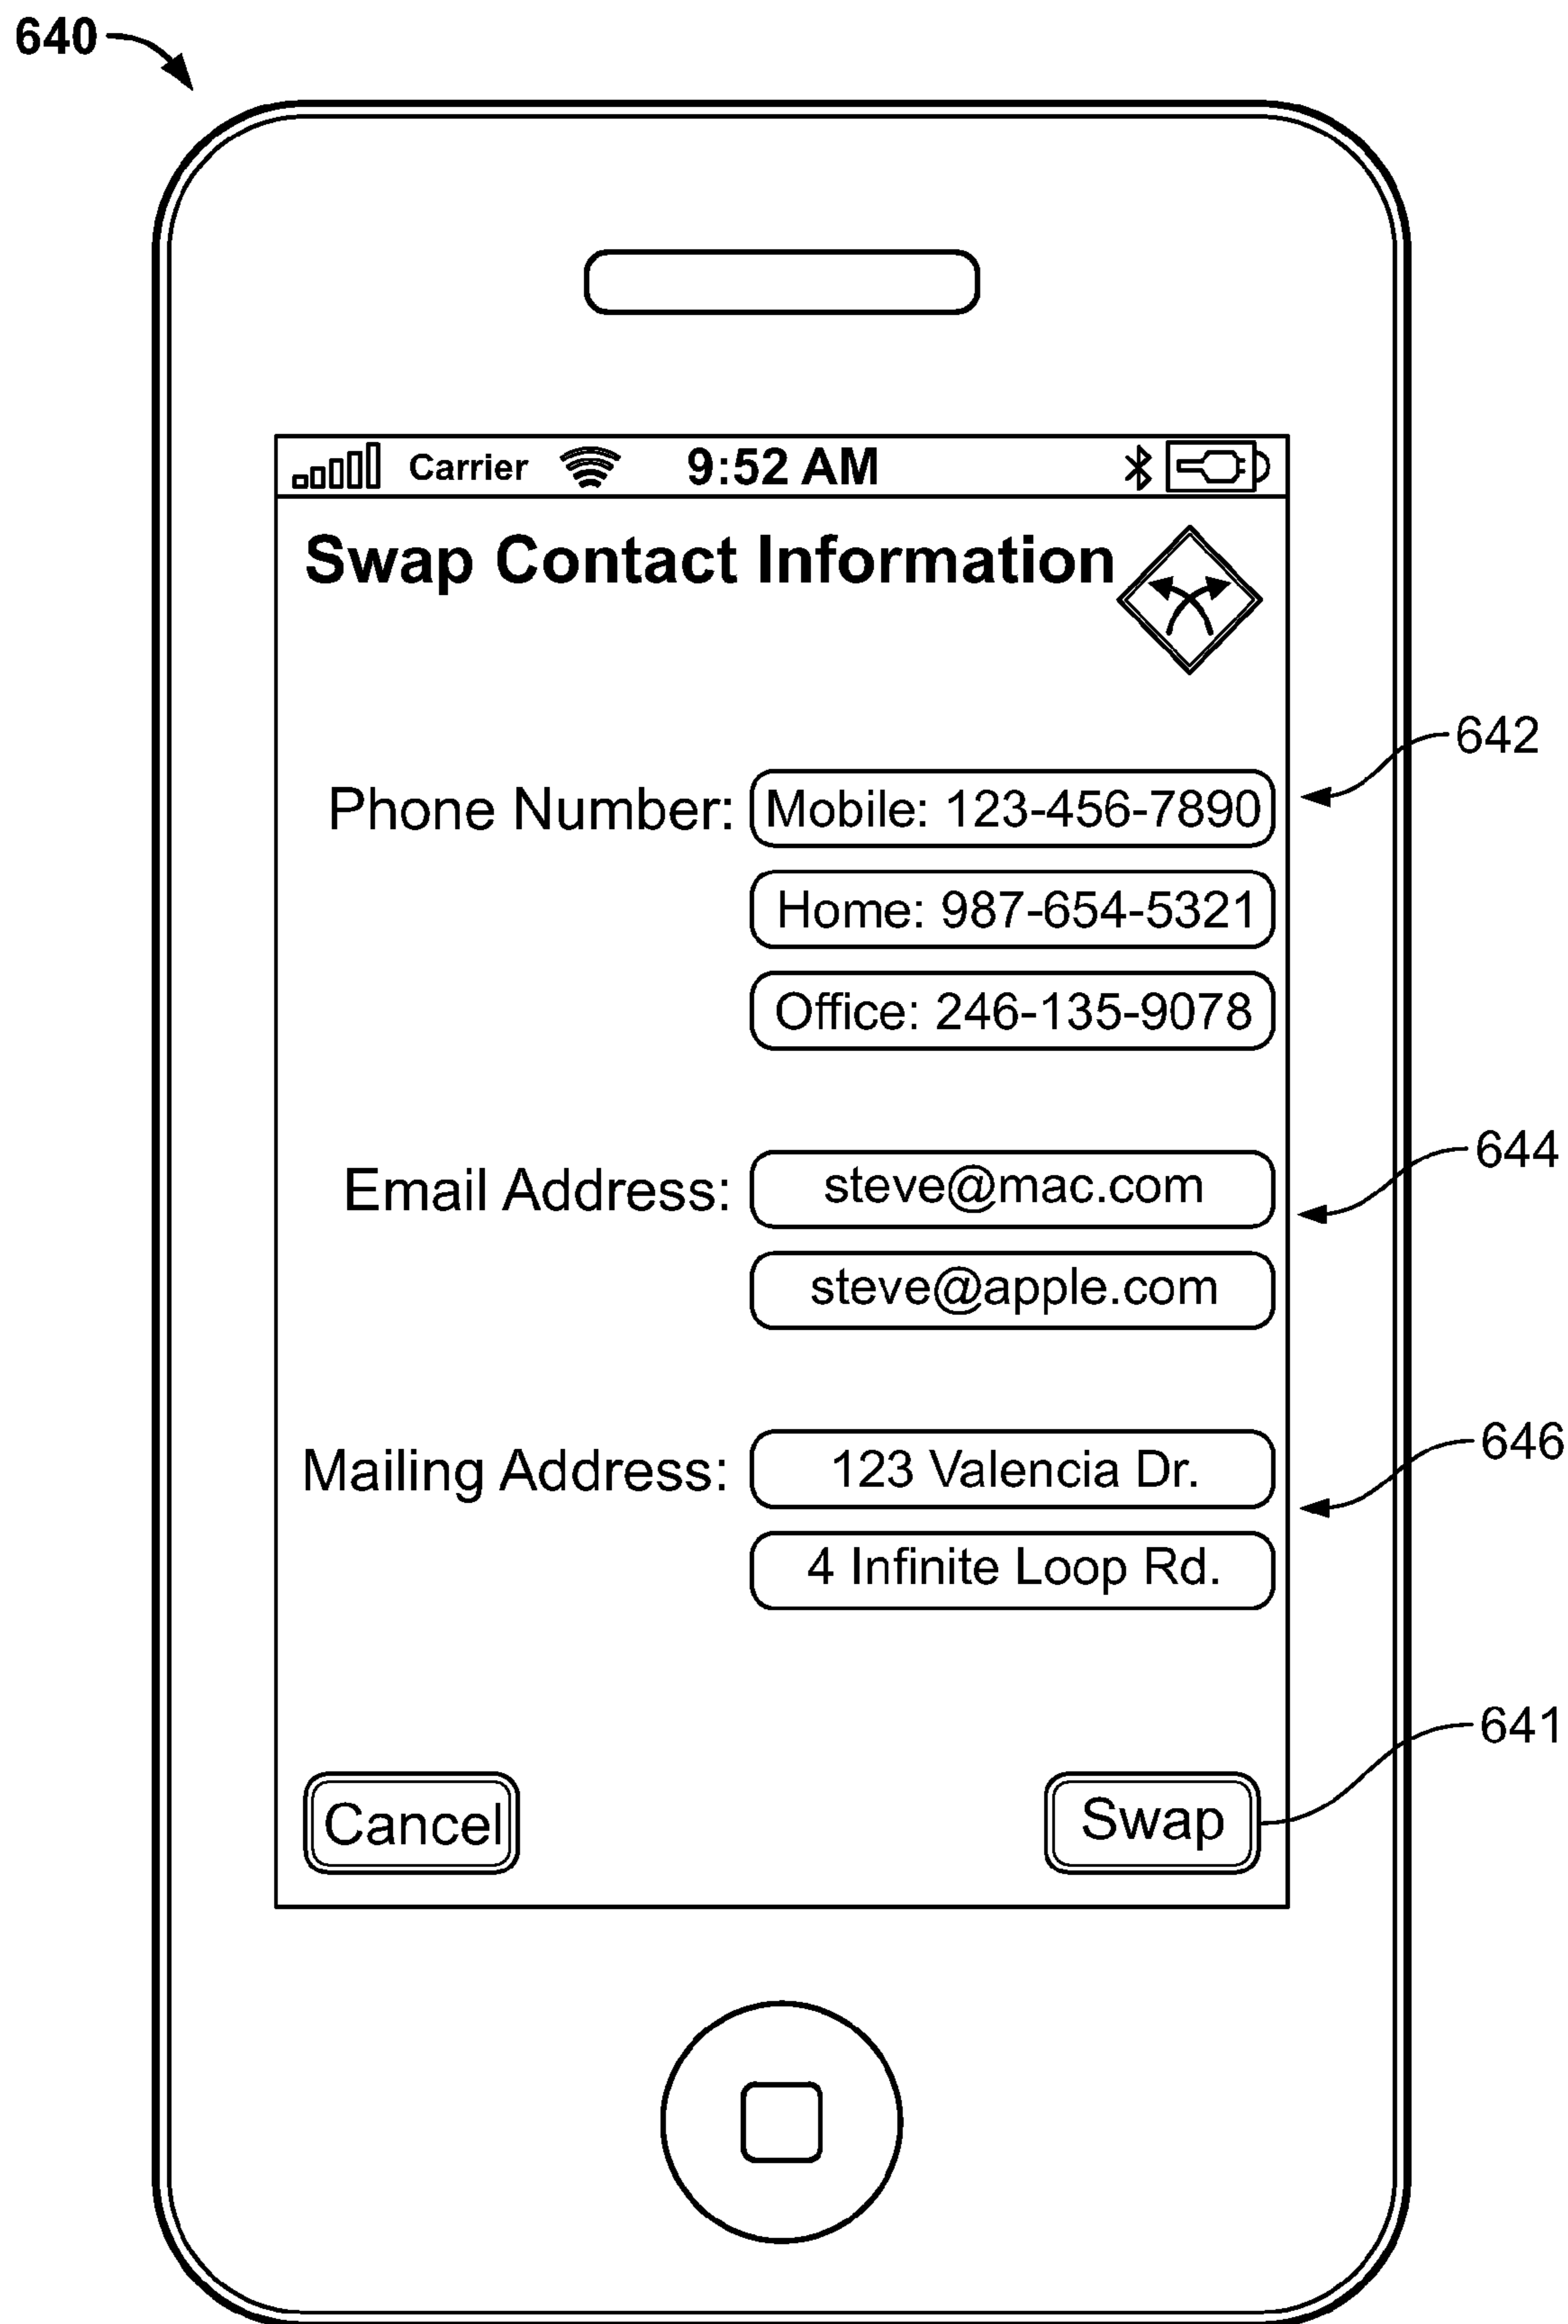 640
Carrier 9:52 AM
Swap Contact Information
642
Phone Number: Mobile: 123-456-7890
Home: 987-654-5321
Office: 246-135-9078
644
Email Address: steve@mac.com
steve@apple.com
646
Mailing Address: 123 Valencia Dr.
4 Infinite Loop Rd.
641
Cancel Swap